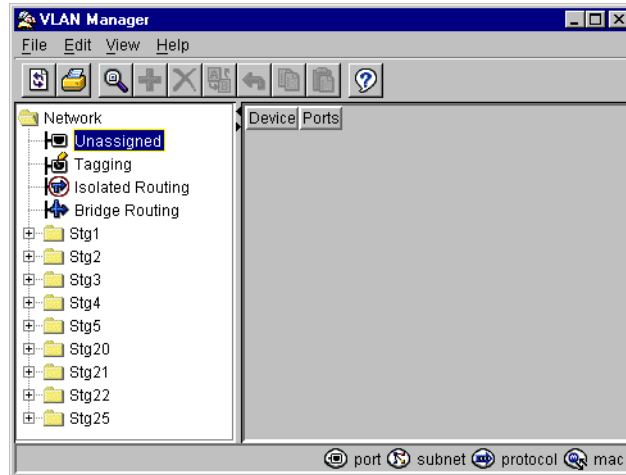 VLAN Manager
File Edit View Help
Network
Unassigned
Tagging
Isolated Routing
Bridge Routing
Stg1
Stg2
Stg3
Stg4
Stg5
Stg20
Stg21
Stg22
Stg25
Device Ports
port subnet protocol mac